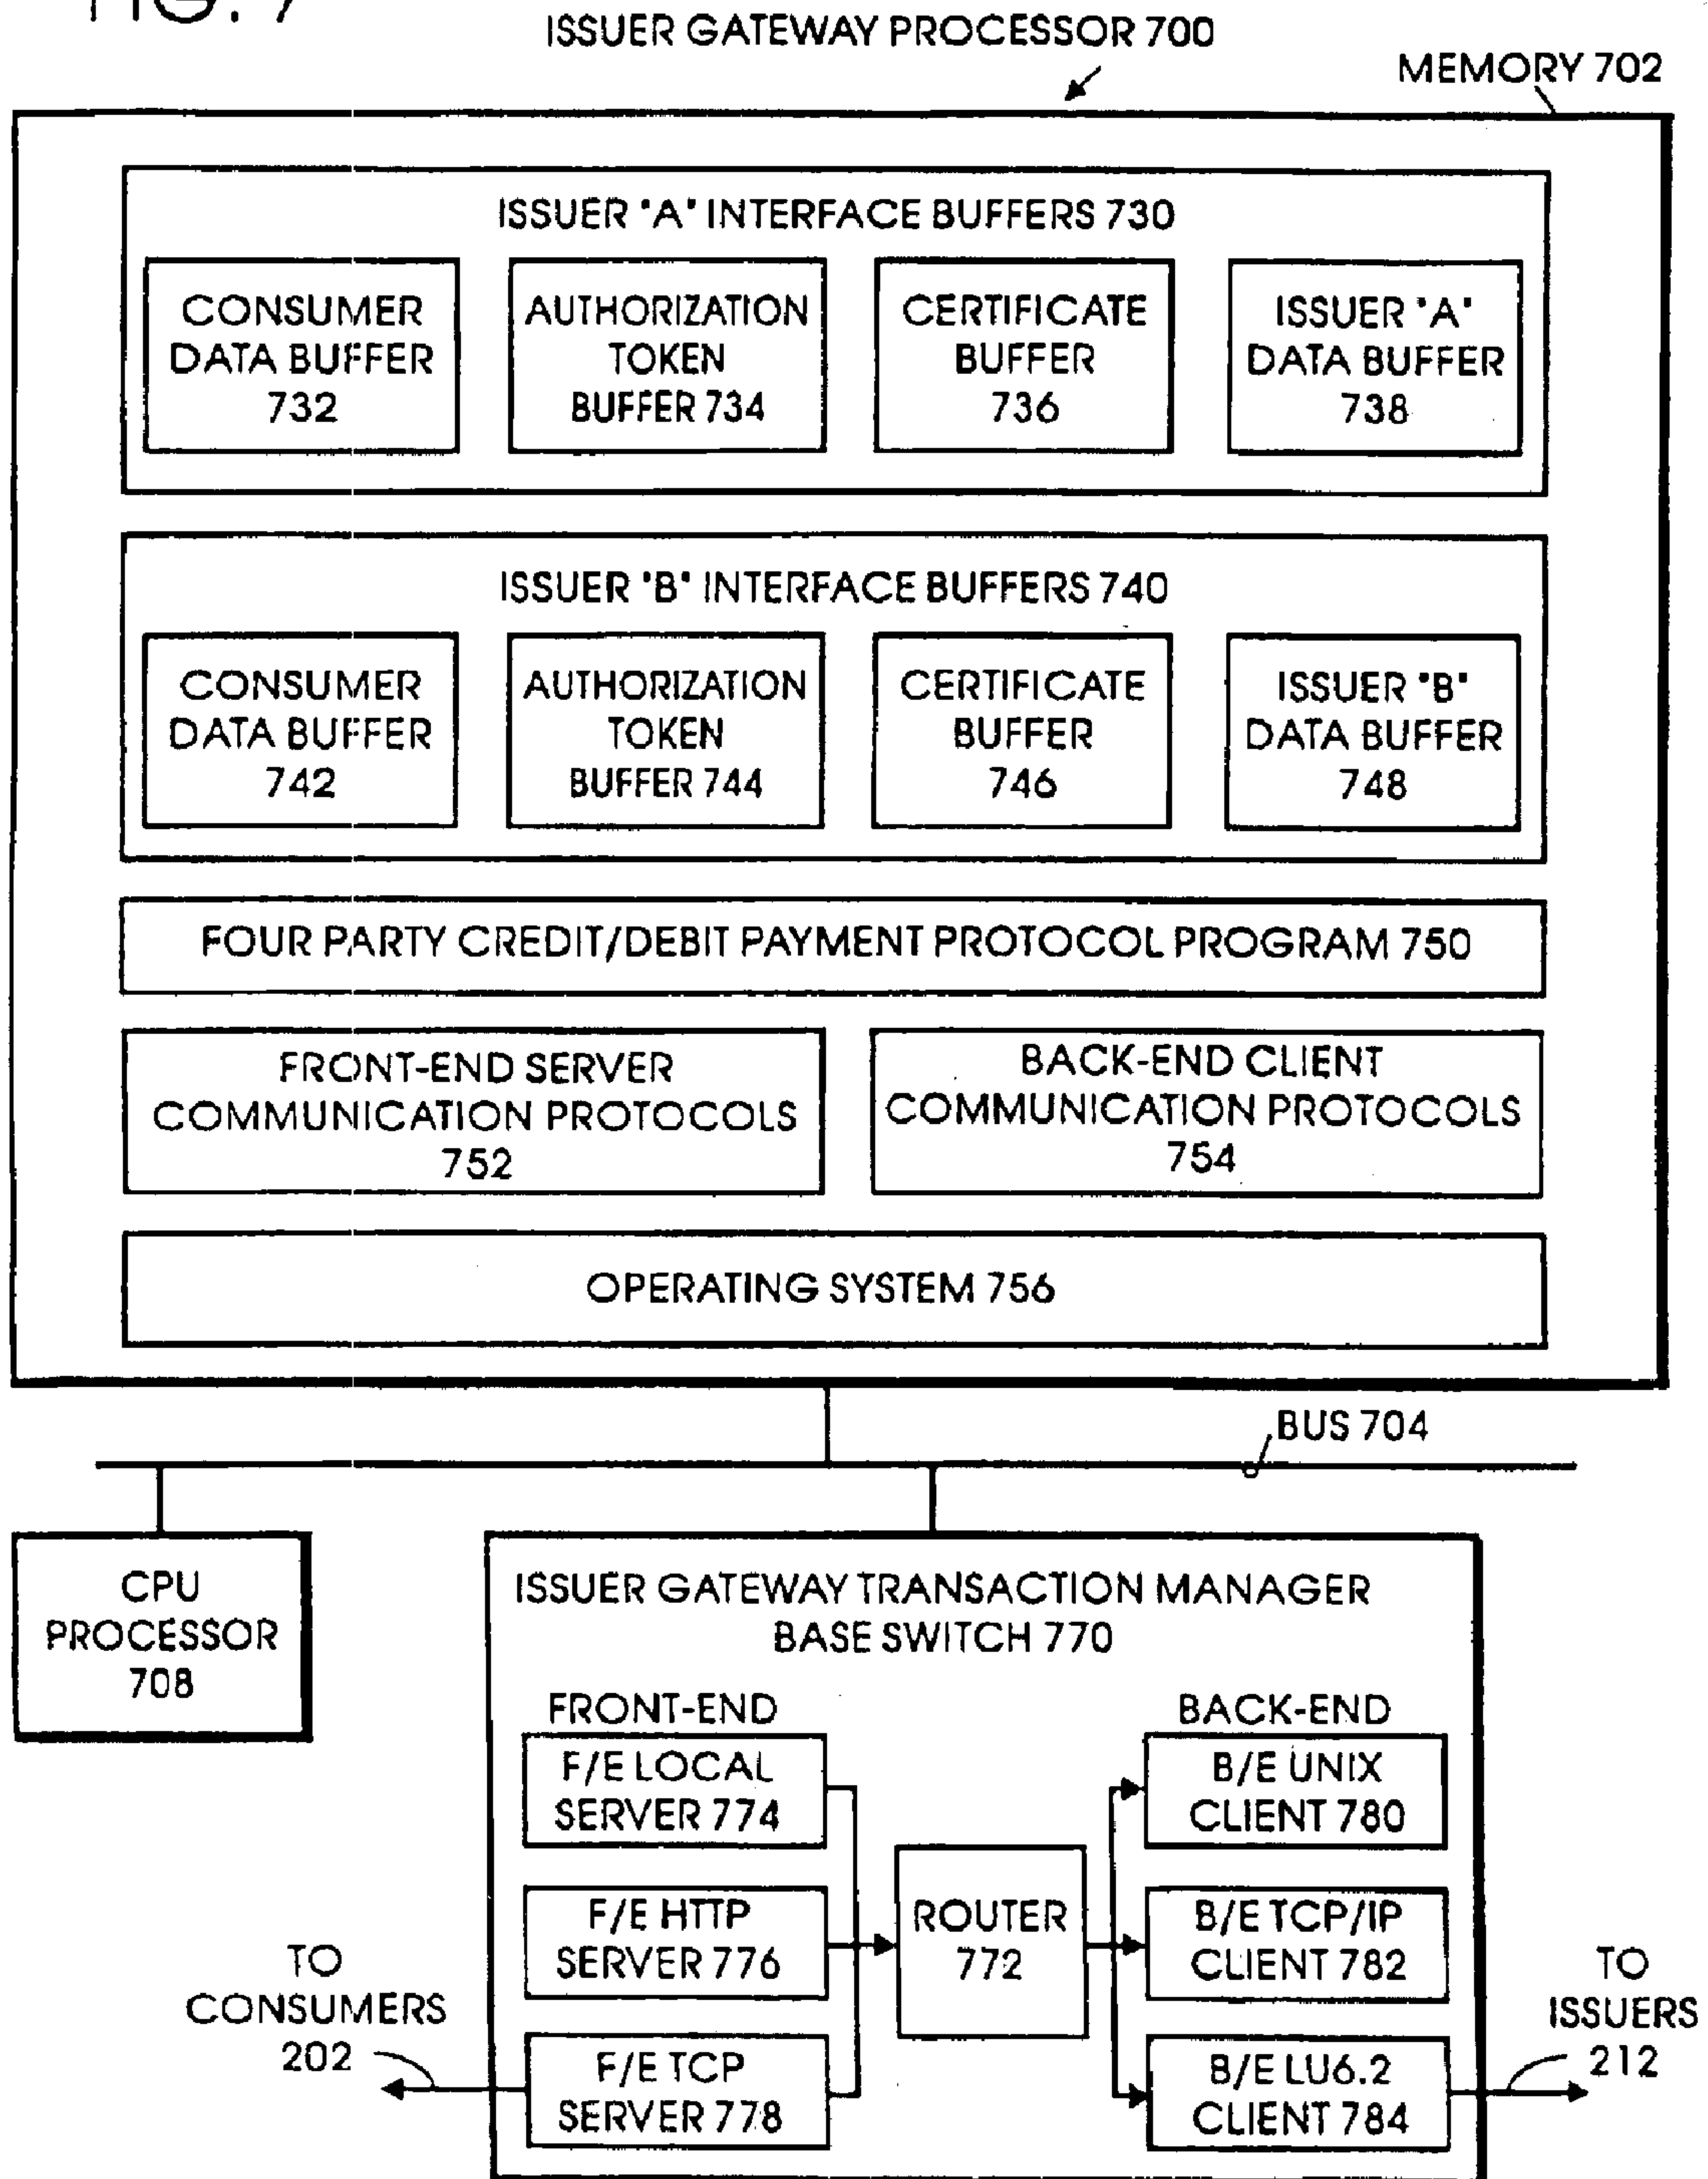 FIG. 7
ISSUER GATEWAY PROCESSOR 700
MEMORY 702
ISSUER "A" INTERFACE BUFFERS 730
CONSUMER
DATA BUFFER
732
AUTHORIZATION
TOKEN
BUFFER 734
CERTIFICATE
BUFFER
736
ISSUER "A"
DATA BUFFER
738
ISSUER "B" INTERFACE BUFFERS 740
CONSUMER
DATA BUFFER
742
AUTHORIZATION
TOKEN
BUFFER 744
CERTIFICATE
BUFFER
746
ISSUER "B"
DATA BUFFER
748
FOUR PARTY CREDIT/DEBIT PAYMENT PROTOCOL PROGRAM 750
FRONT-END SERVER
COMMUNICATION PROTOCOLS
752
BACK-END CLIENT
COMMUNICATION PROTOCOLS
754
OPERATING SYSTEM 756
BUS 704
CPU
PROCESSOR
708
ISSUER GATEWAY TRANSACTION MANAGER
BASE SWITCH 770
FRONT-END
F/E LOCAL
SERVER 774
F/E HTTP
SERVER 776
F/E TCP
SERVER 778
ROUTER
772
BACK-END
B/E UNIX
CLIENT 780
B/E TCP/IP
CLIENT 782
B/E LU6.2
CLIENT 784
TO
CONSUMERS
202
TO
ISSUERS
212